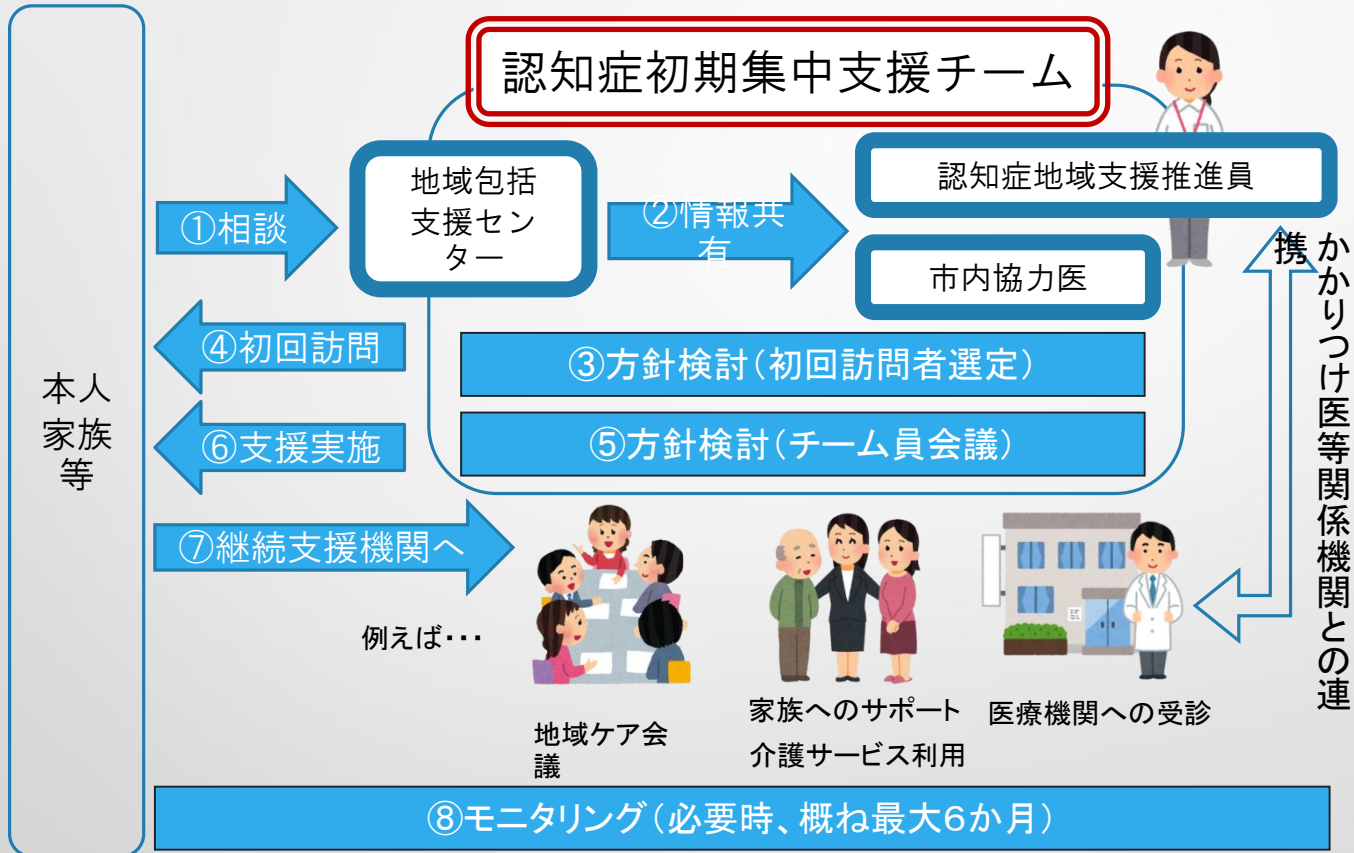 認知症初期集中支援チーム
本人
家族
等
①相談
地域包括
支援セン
ター
②情報共
有
認知症地域支援推進員
市内協力医
④初回訪問
③方針検討(初回訪問者選定)
⑥支援実施
⑤方針検討(チーム員会議)
⑦継続支援機関へ
かかりつけ医等関係機関との連
携
例えば・・・
地域ケア会
議
家族へのサポート
介護サービス利用
医療機関への受診
⑧モニタリング(必要時、概ね最大6か月)